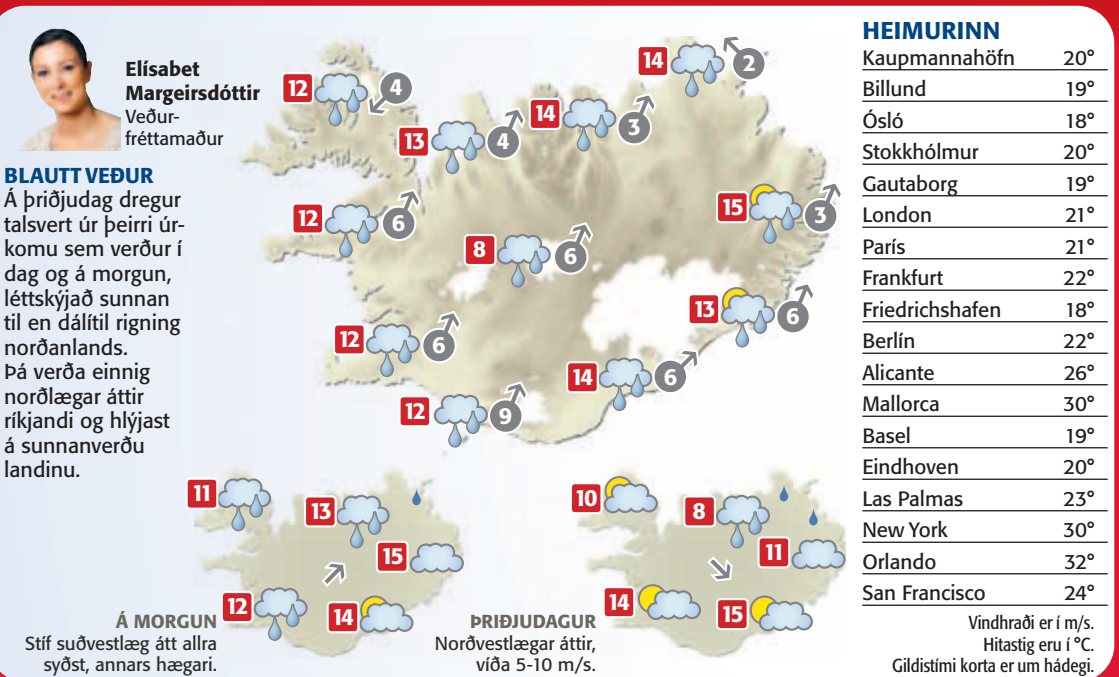 Elísabet
Margeirsdóttir
Veður-
fréttamaður
BLAUTT VEÐUR
Á þriðjudag dregur
talsvert úr þeirri úr-
komu sem verður í
dag og á morgun,
léttskýjað sunnan
til en dálítil rigning
norðanlands.
Þá verða einnig
norðlægar áttir
ríkjandi og hlýjast
á sunnanverðu
landinu.
12 4
13 4
14 3
14 2
12 6
8 6
15 3
13 6
12 6
14 6
12 9
11
13
15
12
14
Á MORGUN
Stíf suðvestlæg átt allra
syðst, annars hægari.
10
8
11
14
15
ÞRIÐJUDAGUR
Norðvestlægar áttir,
víða 5-10 m/s.
HEIMURINN
Kaupmannahöfn 20°
Billund 19°
Ósló 18°
Stokkhólmur 20°
Gautaborg 19°
London 21°
París 21°
Frankfurt 22°
Friedrichshafen 18°
Berlín 22°
Alicante 26°
Mallorca 30°
Basel 19°
Eindhoven 20°
Las Palmas 23°
New York 30°
Orlando 32°
San Francisco 24°
Vindhraði er í m/s.
Hitastig eru í °C.
Gildistími korta er um hádegi.